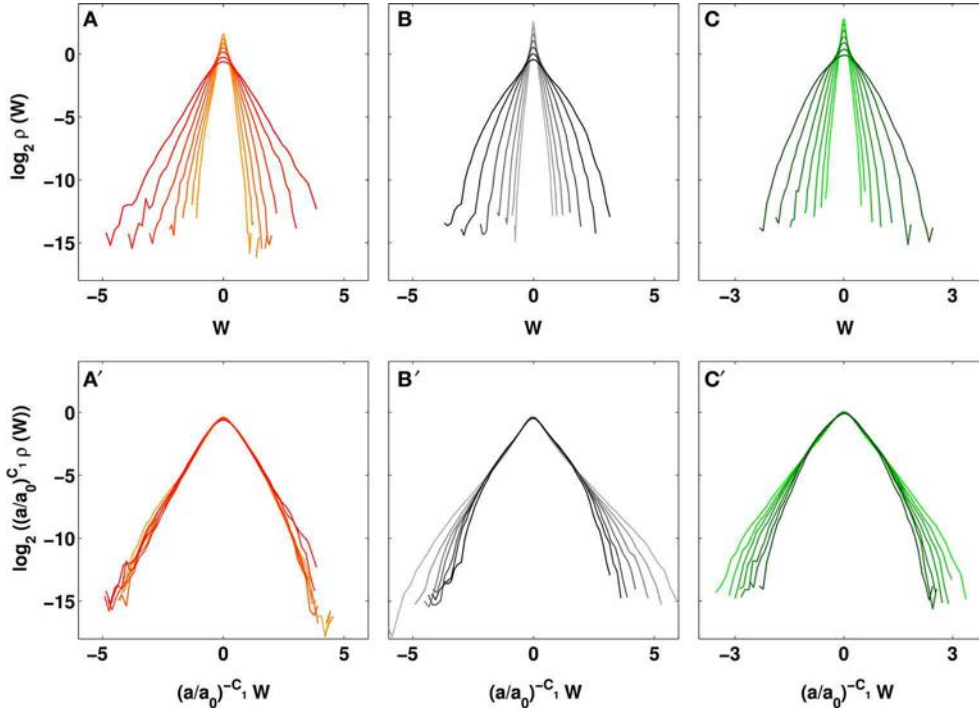 A
B
C
log₂ ρ (W)
0
−5
−10
−15
−5 0 5
−5 0 5
−3 0 3
W
W
W
A′
B′
C′
log₂ ((a/a₀)^C₁ ρ (W))
0
−5
−10
−15
−5 0 5
−5 0 5
−3 0 3
(a/a₀)^−C₁ W
(a/a₀)^−C₁ W
(a/a₀)^−C₁ W